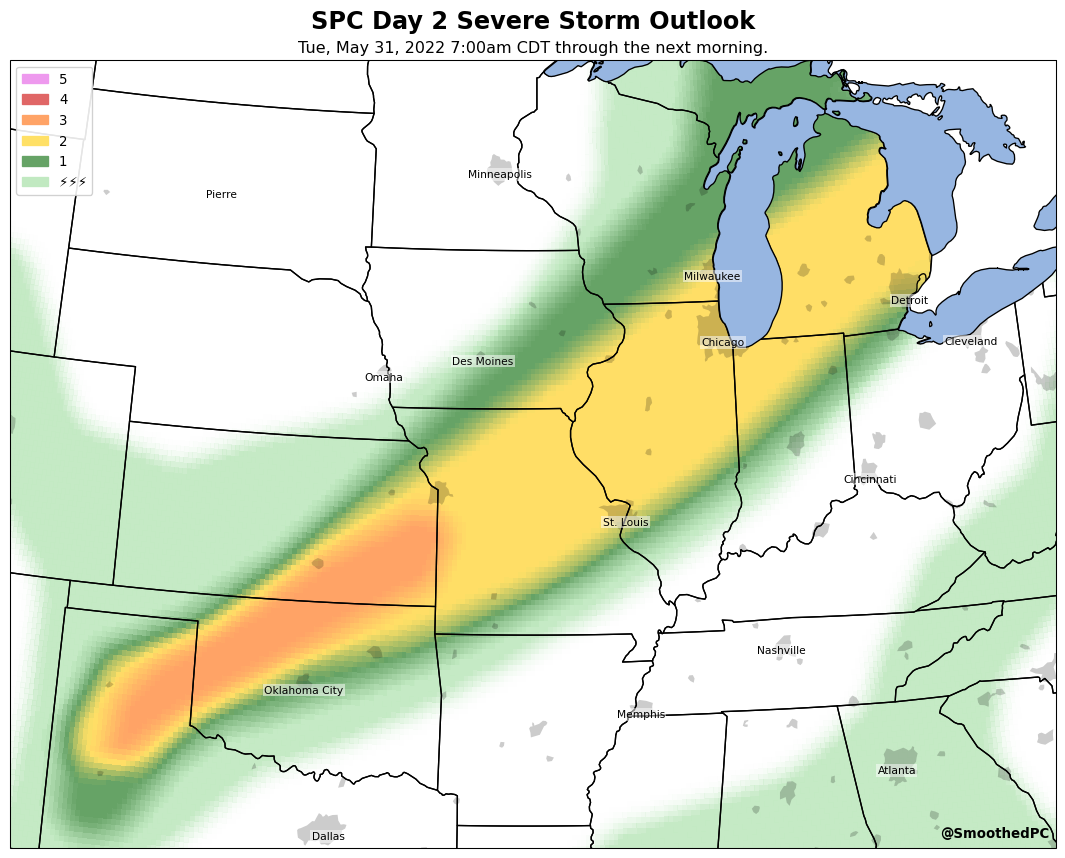 SPC Day 2 Severe Storm Outlook
Tue, May 31, 2022 7:00am CDT through the next morning.
5
4
3
2
1
⚡⚡⚡
Minneapolis
Pierre
Milwaukee
Detroit
Chicago
Cleveland
Des Moines
Omaha
Cincinnati
St. Louis
Nashville
Oklahoma City
Memphis
Atlanta
Dallas
@SmoothedPC